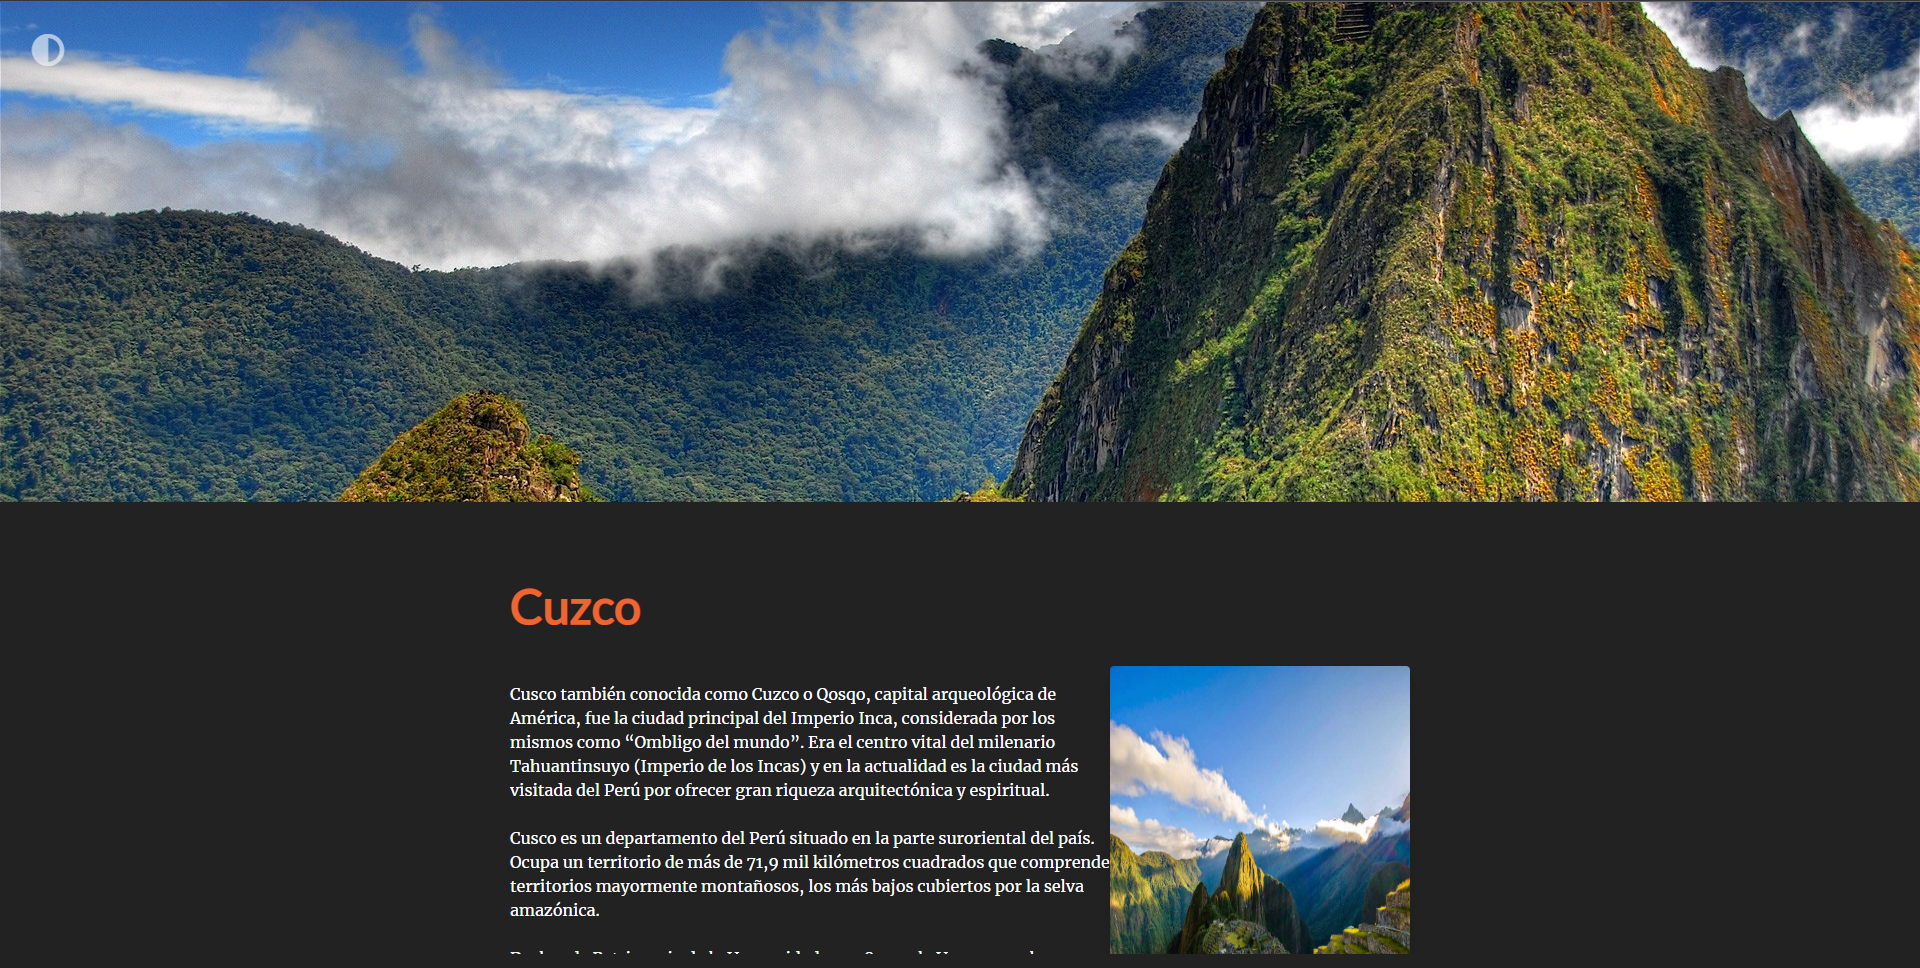 Cuzco
Cusco también conocida como Cuzco o Qosqo, capital arqueológica de
América, fue la ciudad principal del Imperio Inca, considerada por los
mismos como “Ombligo del mundo”. Era el centro vital del milenario
Tahuantinsuyo (Imperio de los Incas) y en la actualidad es la ciudad más
visitada del Perú por ofrecer gran riqueza arquitectónica y espiritual.
Cusco es un departamento del Perú situado en la parte suroriental del país.
Ocupa un territorio de más de 71,9 mil kilómetros cuadrados que comprende
territorios mayormente montañosos, los más bajos cubiertos por la selva
amazónica.